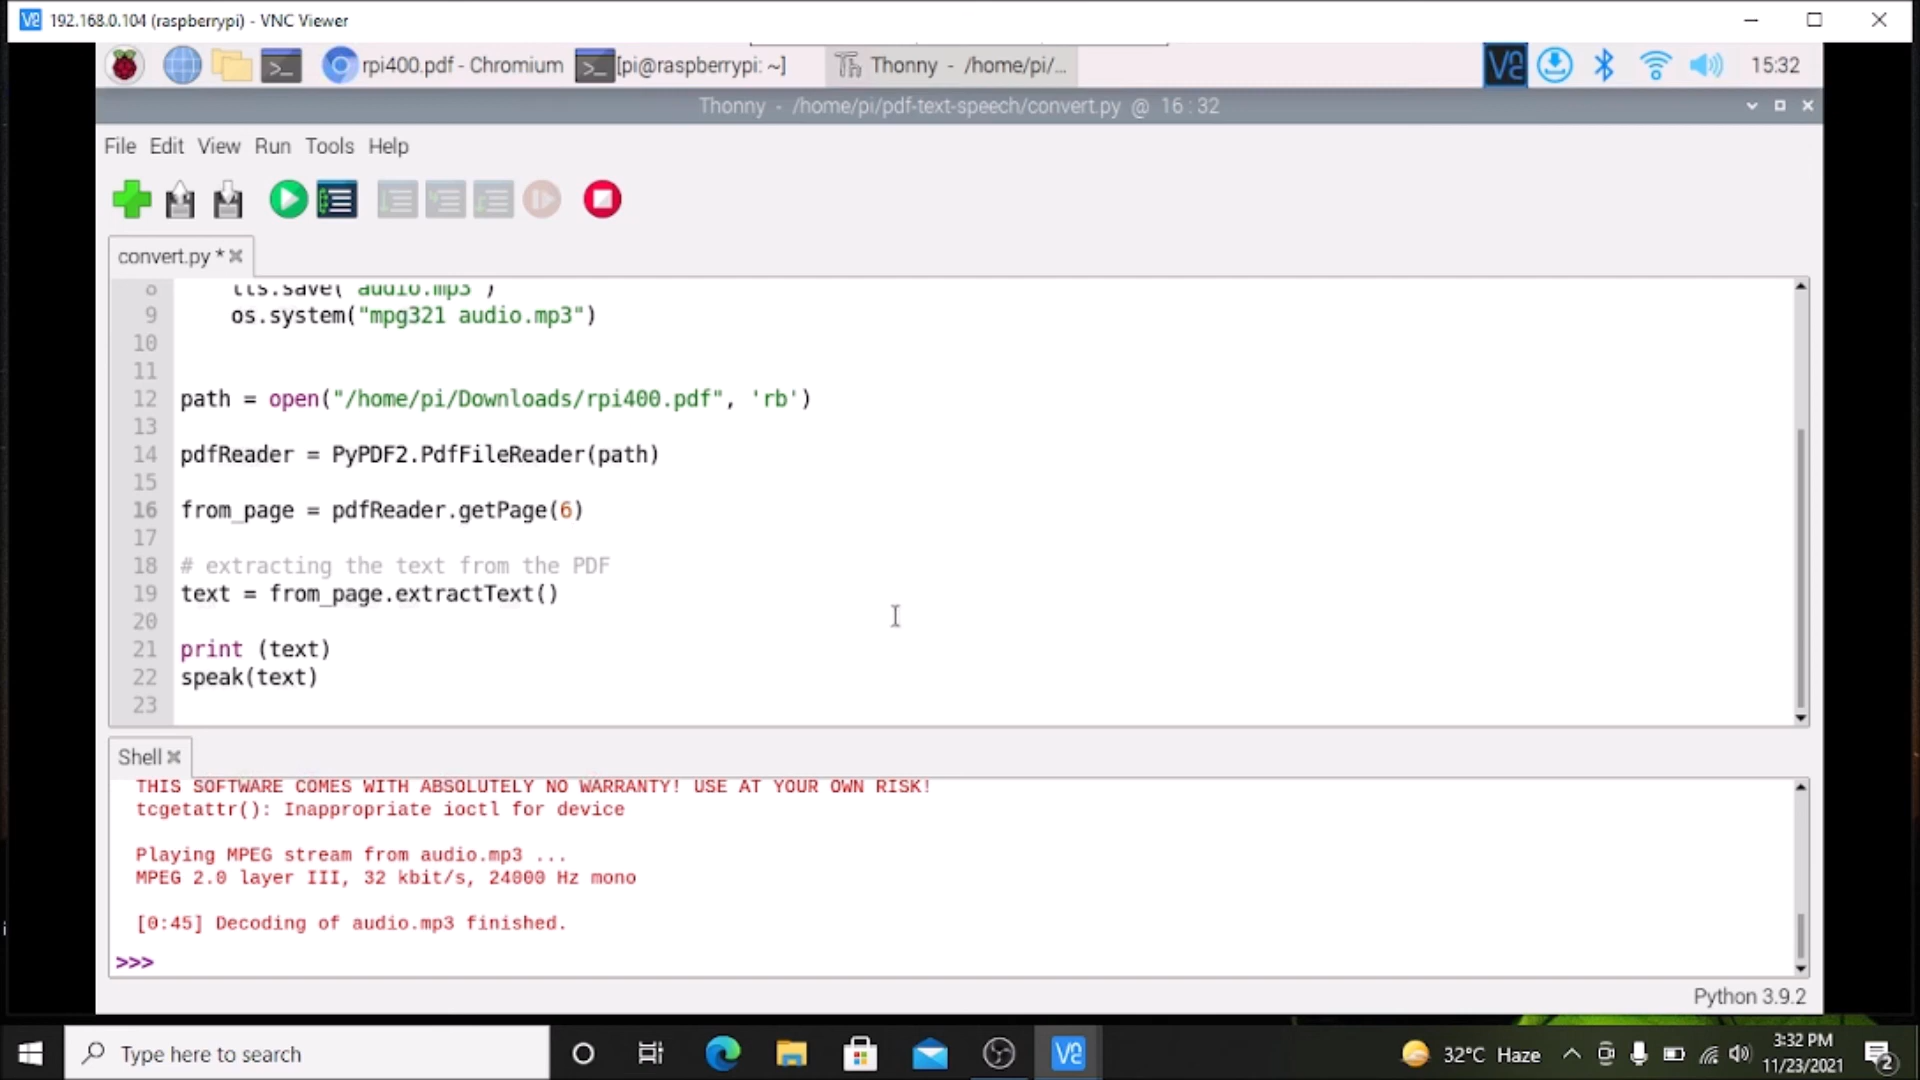 192.168.0.104 (raspberrypi) - VNC Viewer
rpi400.pdf - Chromium
[pi@raspberrypi: ~]
Thonny - /home/pi/...
15:32
Thonny - /home/pi/pdf-text-speech/convert.py @ 16 : 32
File Edit View Run Tools Help
convert.py *
8 tts.save("audio.mp3")
9 os.system("mpg321 audio.mp3")
10
11
12 path = open("/home/pi/Downloads/rpi400.pdf", 'rb')
13
14 pdfReader = PyPDF2.PdfFileReader(path)
15
16 from_page = pdfReader.getPage(6)
17
18 # extracting the text from the PDF
19 text = from_page.extractText()
20
21 print (text)
22 speak(text)
23
Shell
THIS SOFTWARE COMES WITH ABSOLUTELY NO WARRANTY! USE AT YOUR OWN RISK!
tcgetattr(): Inappropriate ioctl for device
Playing MPEG stream from audio.mp3 ...
MPEG 2.0 layer III, 32 kbit/s, 24000 Hz mono
[0:45] Decoding of audio.mp3 finished.
>>>
Python 3.9.2
Type here to search
32°C Haze
3:32 PM
11/23/2021
2